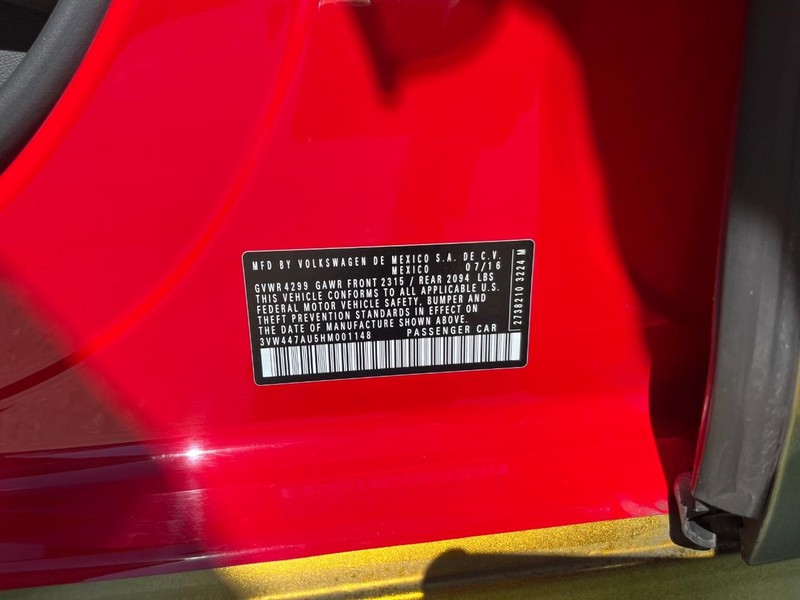 MFD BY VOLKSWAGEN DE MEXICO S.A. DE C.V.
MEXICO 07/16
GVWR 4299 GAWR FRONT 2315 / REAR 2094 LBS
THIS VEHICLE CONFORMS TO ALL APPLICABLE U.S.
FEDERAL MOTOR VEHICLE SAFETY, BUMPER AND
THEFT PREVENTION STANDARDS IN EFFECT ON
THE DATE OF MANUFACTURE SHOWN ABOVE.
3VW447AU5HM001148 PASSENGER CAR
2738210 3224 M